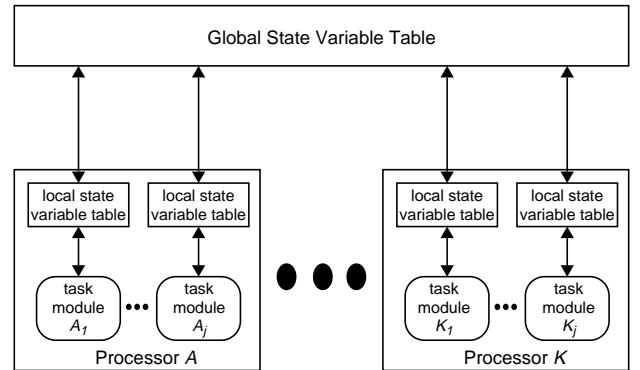 Global State Variable Table
local state
variable table
local state
variable table
local state
variable table
local state
variable table
task
module
A1
task
module
Aj
task
module
K1
task
module
Kj
Processor A
Processor K